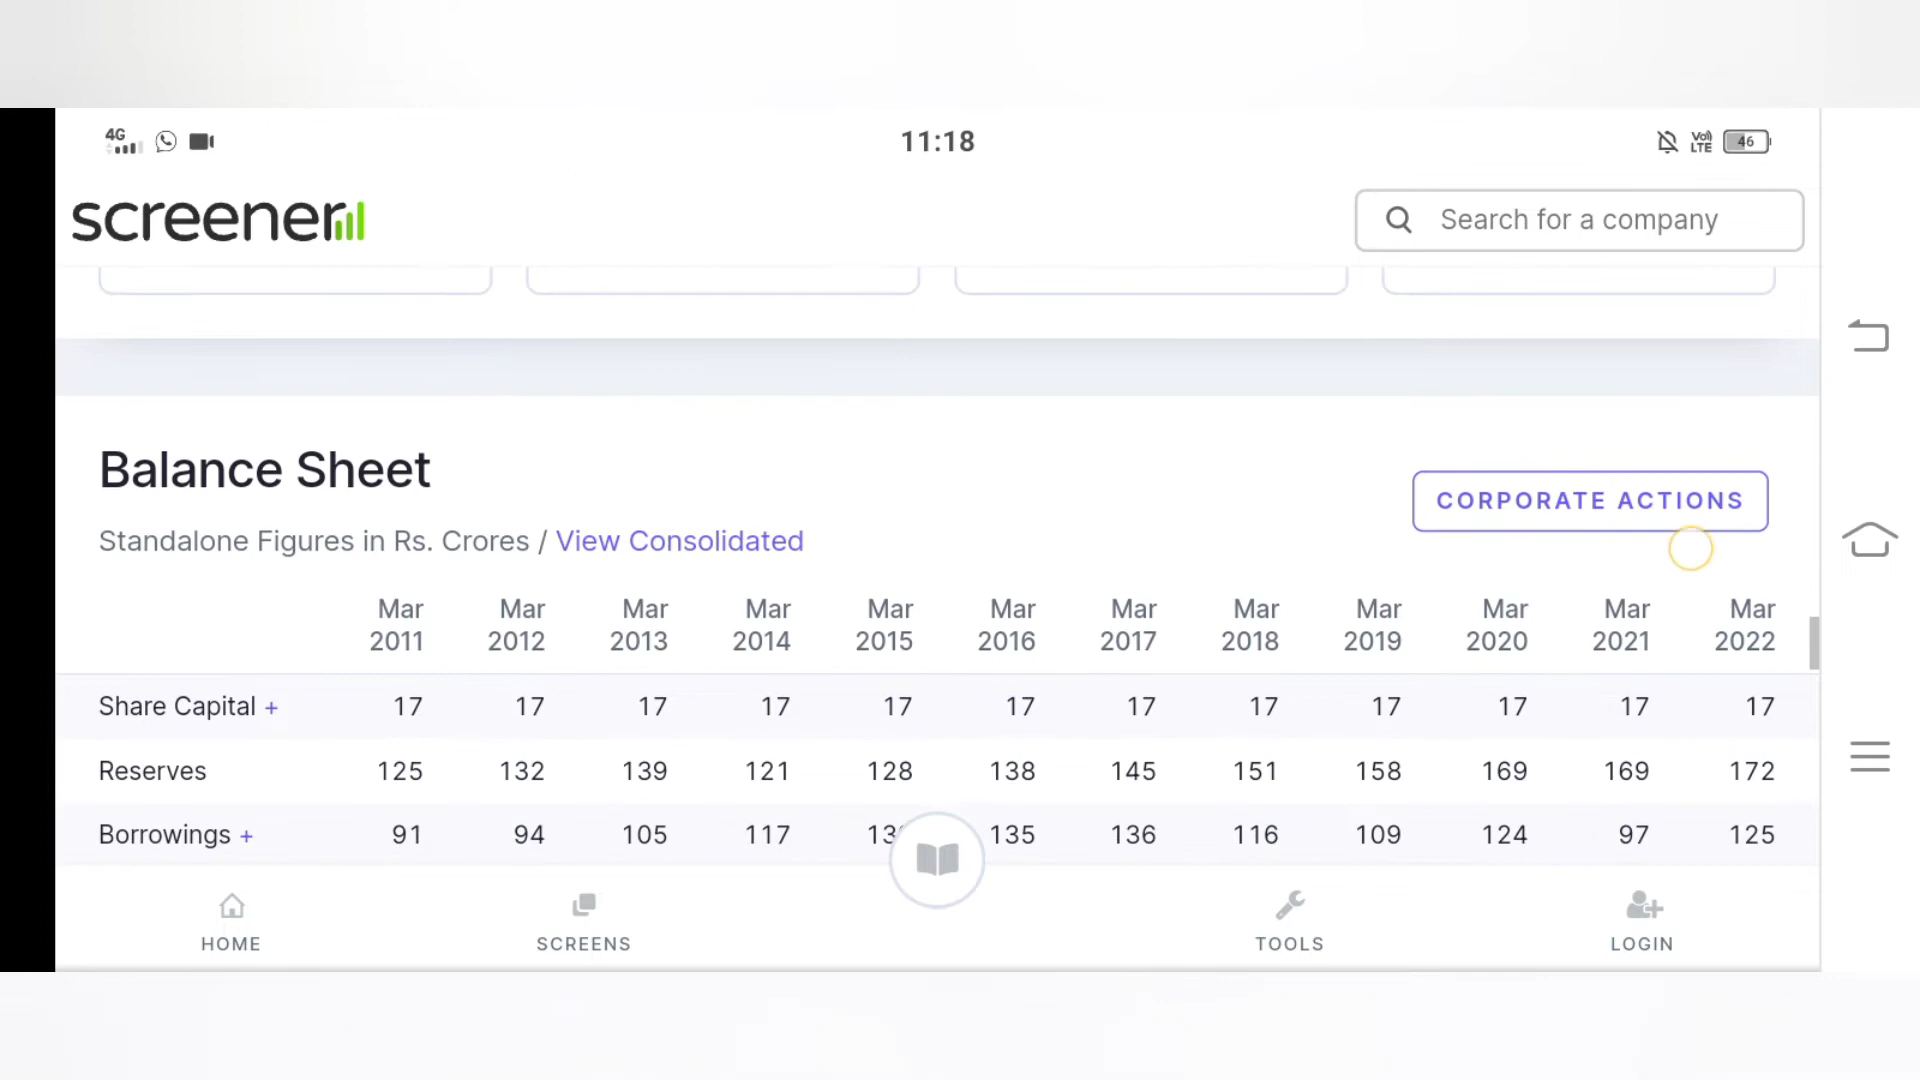 4G
11:18
Vo))
LTE
46
screener
Search for a company
Balance Sheet
CORPORATE ACTIONS
Standalone Figures in Rs. Crores / View Consolidated
Mar Mar Mar Mar Mar Mar Mar Mar Mar Mar Mar Mar
2011 2012 2013 2014 2015 2016 2017 2018 2019 2020 2021 2022
Share Capital + 17 17 17 17 17 17 17 17 17 17 17 17
Reserves 125 132 139 121 128 138 145 151 158 169 169 172
Borrowings + 91 94 105 117 135 136 116 109 124 97 125
HOME SCREENS TOOLS LOGIN